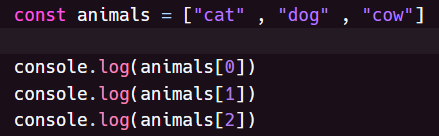 const animals = ["cat" , "dog" , "cow"]
console.log(animals[0])
console.log(animals[1])
console.log(animals[2])